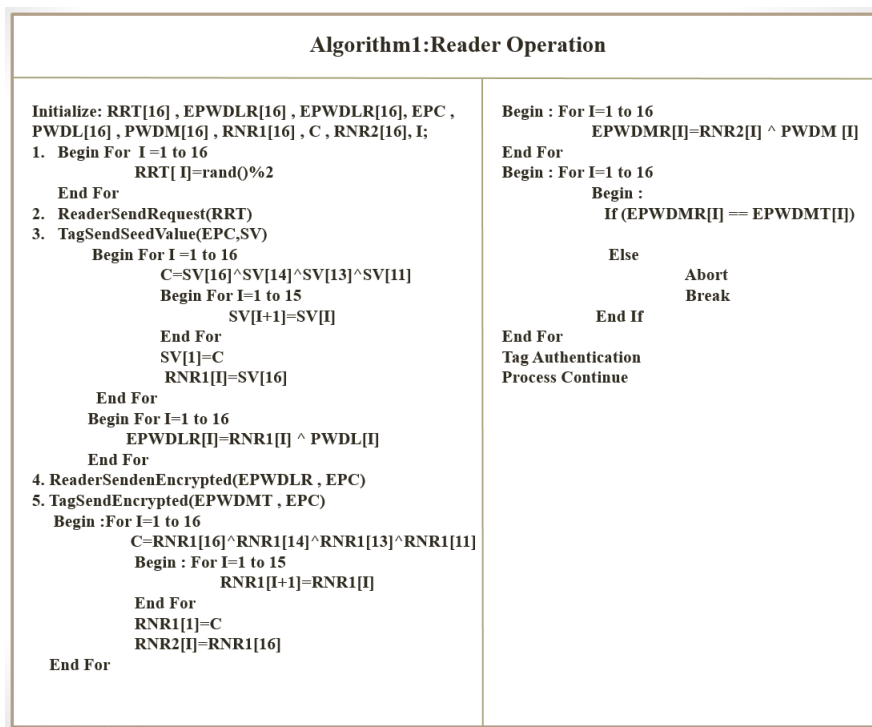 Algorithm1:Reader Operation
Initialize: RRT[16] , EPWDLR[16] , EPWDLR[16], EPC ,
PWDL[16] , PWDM[16] , RNR1[16] , C , RNR2[16], I;
1. Begin For I =1 to 16
RRT[ I]=rand()%2
End For
2. ReaderSendRequest(RRT)
3. TagSendSeedValue(EPC,SV)
Begin For I =1 to 16
C=SV[16]^SV[14]^SV[13]^SV[11]
Begin For I=1 to 15
SV[I+1]=SV[I]
End For
SV[1]=C
RNR1[I]=SV[16]
End For
Begin For I=1 to 16
EPWDLR[I]=RNR1[I] ^ PWDL[I]
End For
4. ReaderSendenEncrypted(EPWDLR , EPC)
5. TagSendEncrypted(EPWDMT , EPC)
Begin :For I=1 to 16
C=RNR1[16]^RNR1[14]^RNR1[13]^RNR1[11]
Begin : For I=1 to 15
RNR1[I+1]=RNR1[I]
End For
RNR1[1]=C
RNR2[I]=RNR1[16]
End For
Begin : For I=1 to 16
EPWDMR[I]=RNR2[I] ^ PWDM [I]
End For
Begin : For I=1 to 16
Begin :
If (EPWDMR[I] == EPWDMT[I])
Else
Abort
Break
End If
End For
Tag Authentication
Process Continue